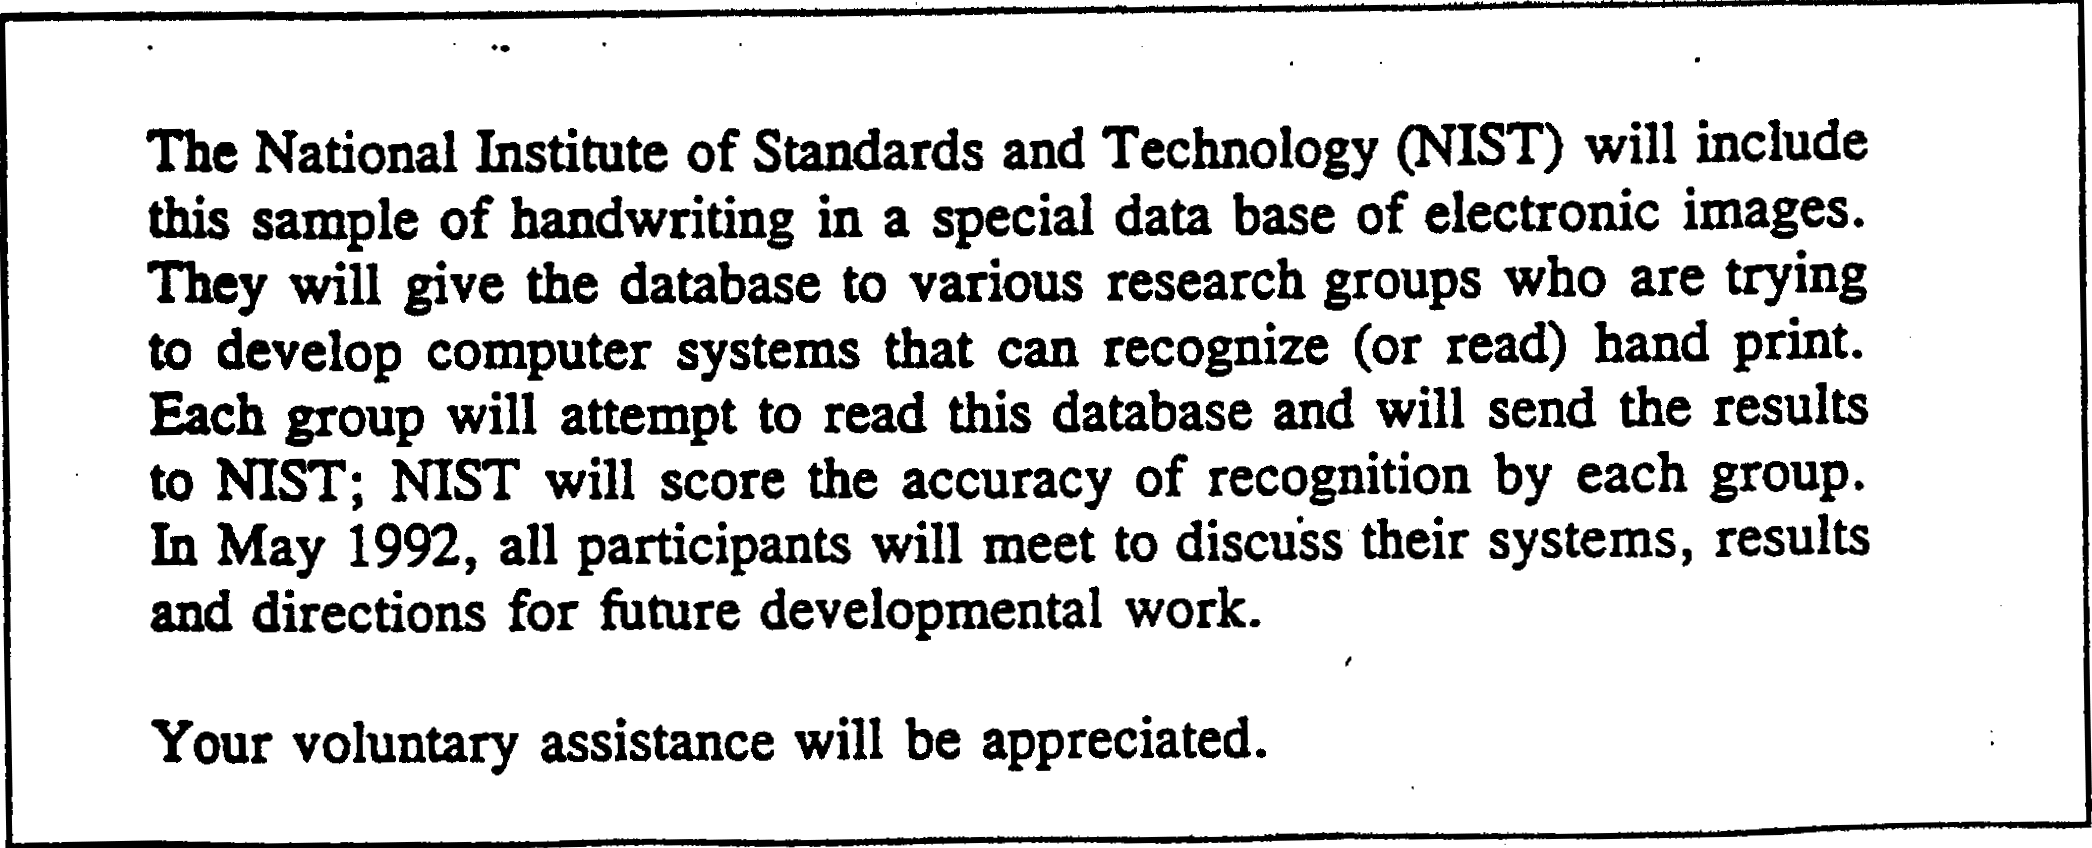 The National Institute of Standards and Technology (NIST) will include
this sample of handwriting in a special data base of electronic images.
They will give the database to various research groups who are trying
to develop computer systems that can recognize (or read) hand print.
Each group will attempt to read this database and will send the results
to NIST; NIST will score the accuracy of recognition by each group.
In May 1992, all participants will meet to discuss their systems, results
and directions for future developmental work.
Your voluntary assistance will be appreciated.